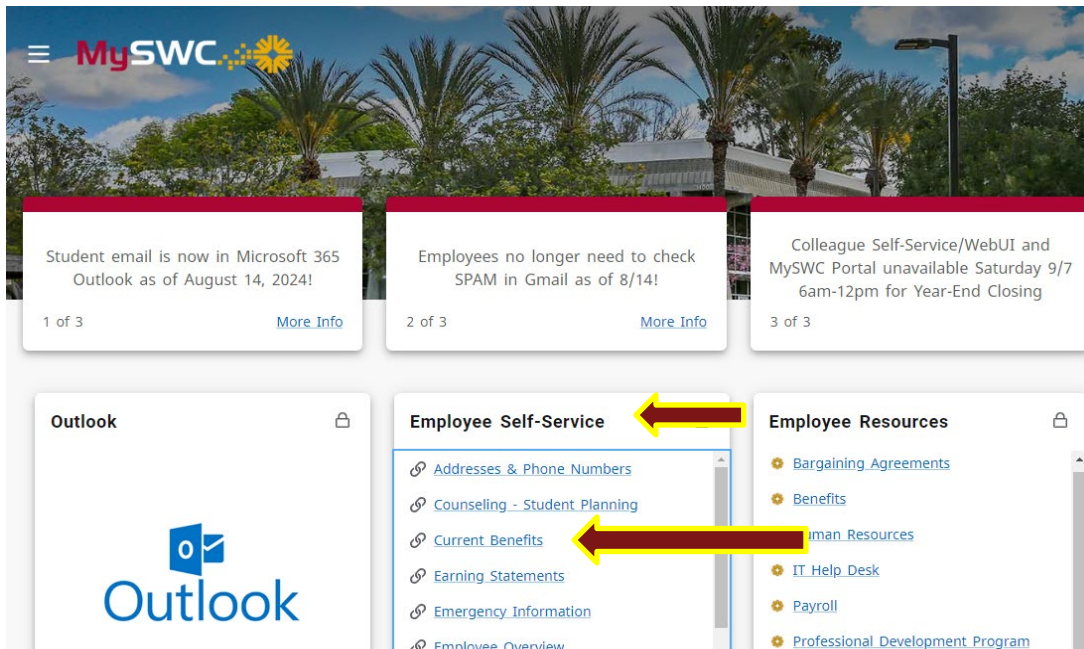 MySWC
Student email is now in Microsoft 365
Outlook as of August 14, 2024!
1 of 3
More Info
Employees no longer need to check
SPAM in Gmail as of 8/14!
2 of 3
More Info
Colleague Self-Service/WebUI and
MySWC Portal unavailable Saturday 9/7
6am-12pm for Year-End Closing
3 of 3
Outlook
Outlook
Employee Self-Service
Addresses & Phone Numbers
Counseling - Student Planning
Current Benefits
Earning Statements
Emergency Information
Employee Overview
Employee Resources
Bargaining Agreements
Benefits
uman Resources
IT Help Desk
Payroll
Professional Development Program